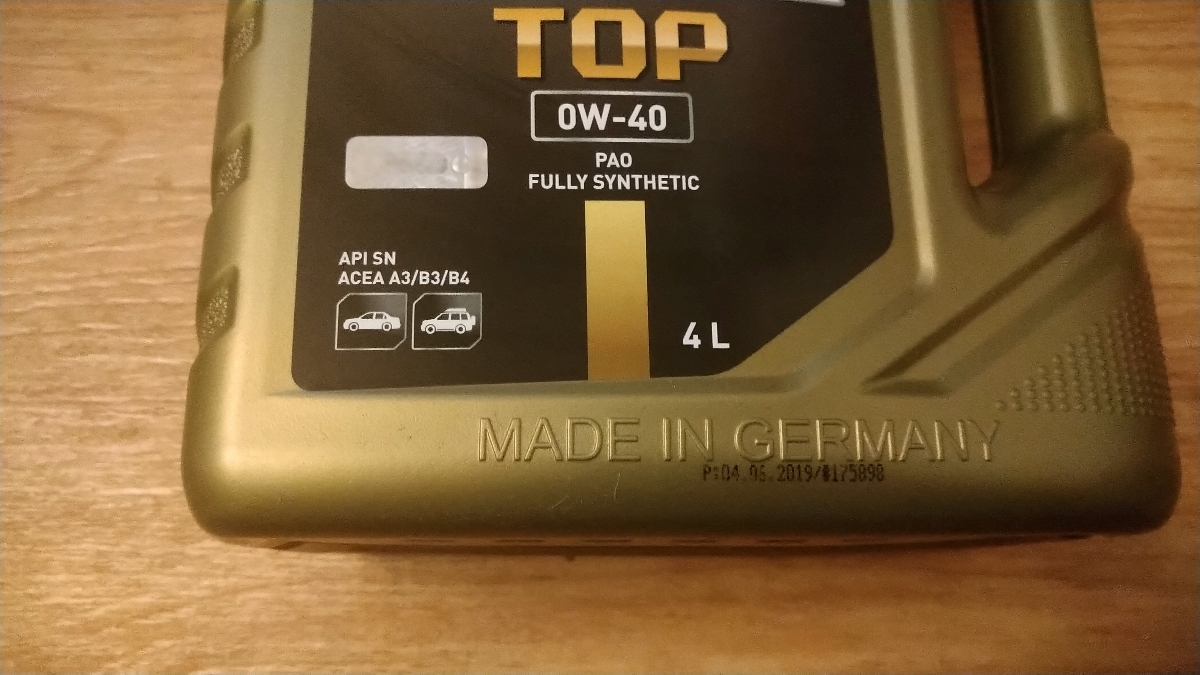 TOP
0W-40
PAO
FULLY SYNTHETIC
API SN
ACEA A3/B3/B4
4 L
MADE IN GERMANY